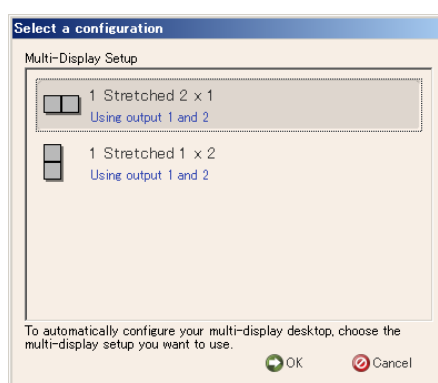 Select a configuration
Multi-Display Setup
1 Stretched 2 x 1
Using output 1 and 2
1 Stretched 1 x 2
Using output 1 and 2
To automatically configure your multi-display desktop, choose the
multi-display setup you want to use.
OK Cancel